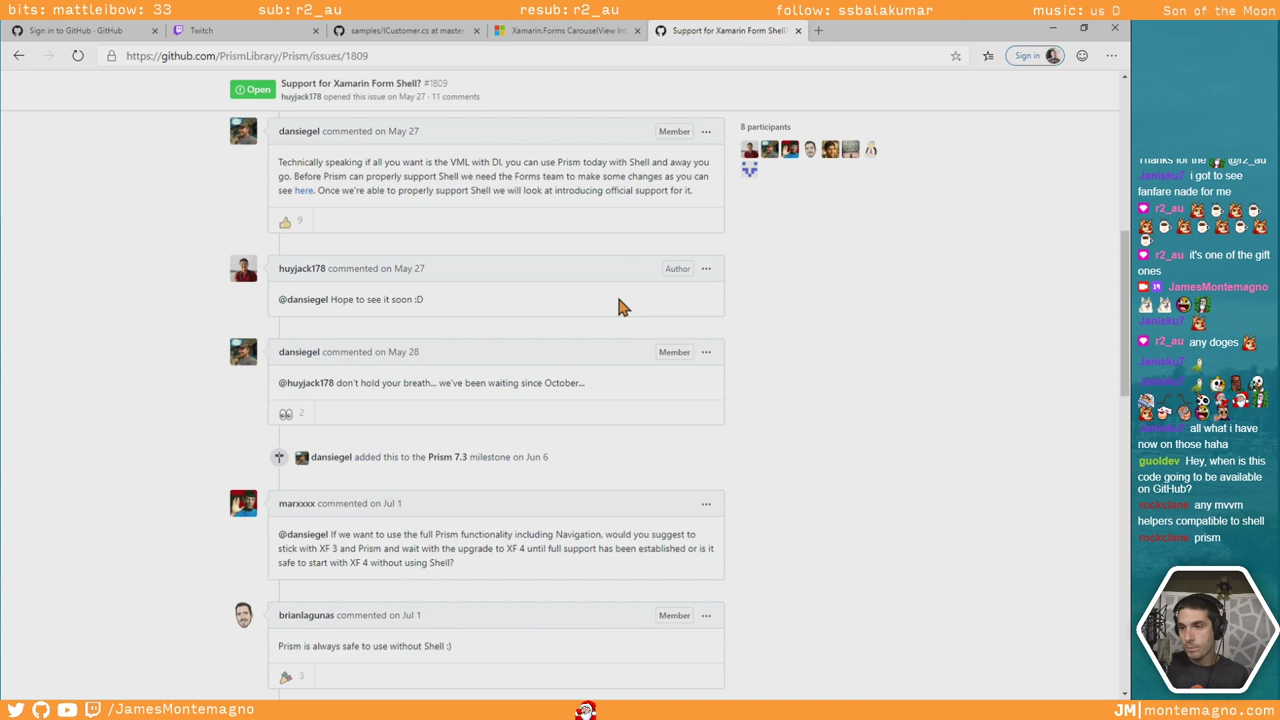 bits: mattleibow: 33
sub: r2_au
resub: r2_au
follow: ssbalakumar
music: us D
Son of the Moon
Sign in to GitHub · GitHub
Twitch
samples/ICustomer.cs at master
Xamarin.Forms CarouselView Int
Support for Xamarin Form Shell?
https://github.com/PrismLibrary/Prism/issues/1809
Sign in
Open
Support for Xamarin Form Shell? #1809
huyjack178 opened this issue on May 27 · 11 comments
dansiegel commented on May 27
Member
Technically speaking if all you want is the VML with DI, you can use Prism today with Shell and away you
go. Before Prism can properly support Shell we need the Forms team to make some changes as you can
see here. Once we're able to properly support Shell we will look at introducing official support for it.
9
huyjack178 commented on May 27
Author
@dansiegel Hope to see it soon :D
dansiegel commented on May 28
Member
@huyjack178 don't hold your breath... we've been waiting since October...
2
dansiegel added this to the Prism 7.3 milestone on Jun 6
marxxxx commented on Jul 1
@dansiegel If we want to use the full Prism functionality including Navigation, would you suggest to
stick with XF 3 and Prism and wait with the upgrade to XF 4 until full support has been established or is it
safe to start with XF 4 without using Shell?
brianlagunas commented on Jul 1
Member
Prism is always safe to use without Shell :)
3
8 participants
Thanks for the @r2_au
Janisku7 i got to see
fanfare nade for me
r2_au
r2_au it's one of the gift
ones
JamesMontemagno
Janisku7
r2_au any doges
Janisku7
Janisku7
Janisku7 all what i have
now on those haha
guoldev Hey, when is this
code going to be available
on GitHub?
rockclane any mvvm
helpers compatible to shell
rockclane prism
/JamesMontemagno
JM montemagno.com